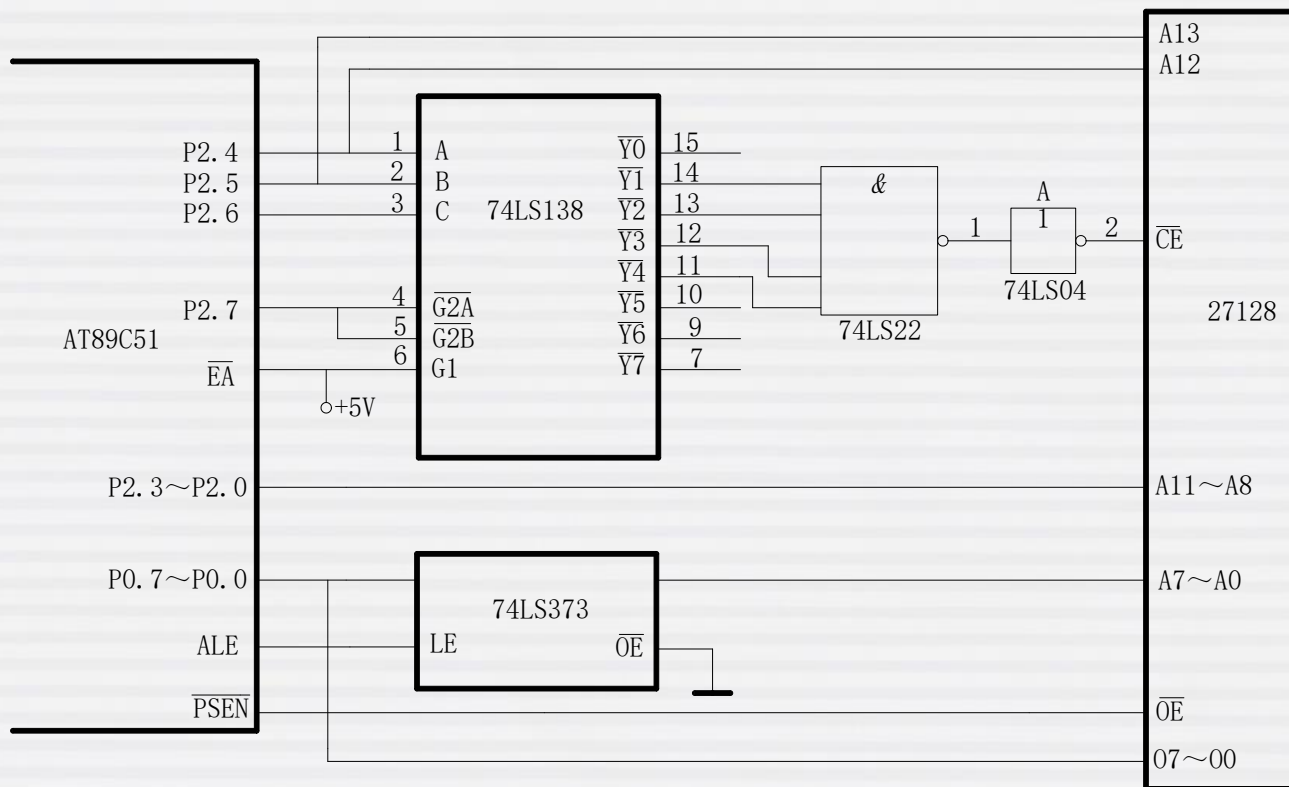 A13
A12
P2.4
P2.5
P2.6
P2.7
AT89C51
EA
+5V
P2.3～P2.0
P0.7～P0.0
ALE
PSEN
1
2
3
4
5
6
A
B
C
G2A
G2B
G1
74LS138
Y0
Y1
Y2
Y3
Y4
Y5
Y6
Y7
15
14
13
12
11
10
9
7
&
74LS22
1
A
1
2
74LS04
CE
27128
A11～A8
74LS373
LE
OE
A7～A0
OE
O7～O0